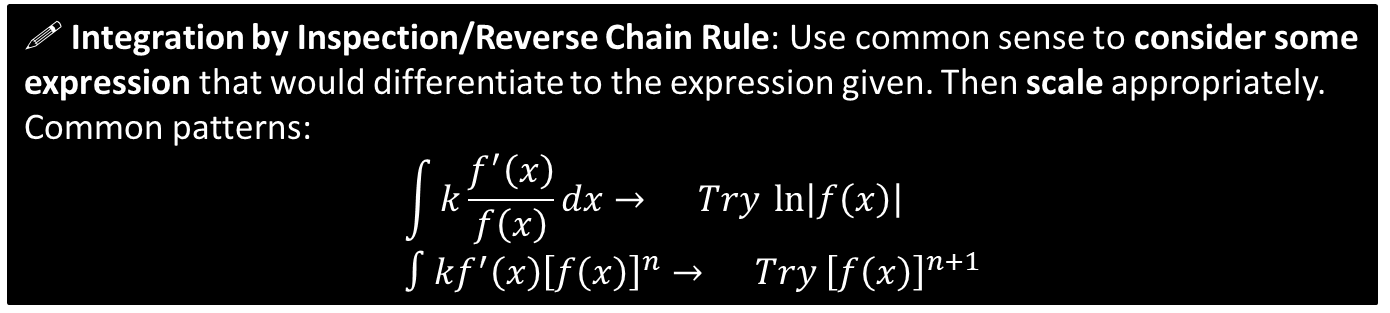 Integration by Inspection/Reverse Chain Rule: Use common sense to consider some
expression that would differentiate to the expression given. Then scale appropriately.
Common patterns:
∫ k f′(x)/f(x) dx → Try ln|f(x)|
∫ kf′(x)[f(x)]ⁿ → Try [f(x)]ⁿ⁺¹